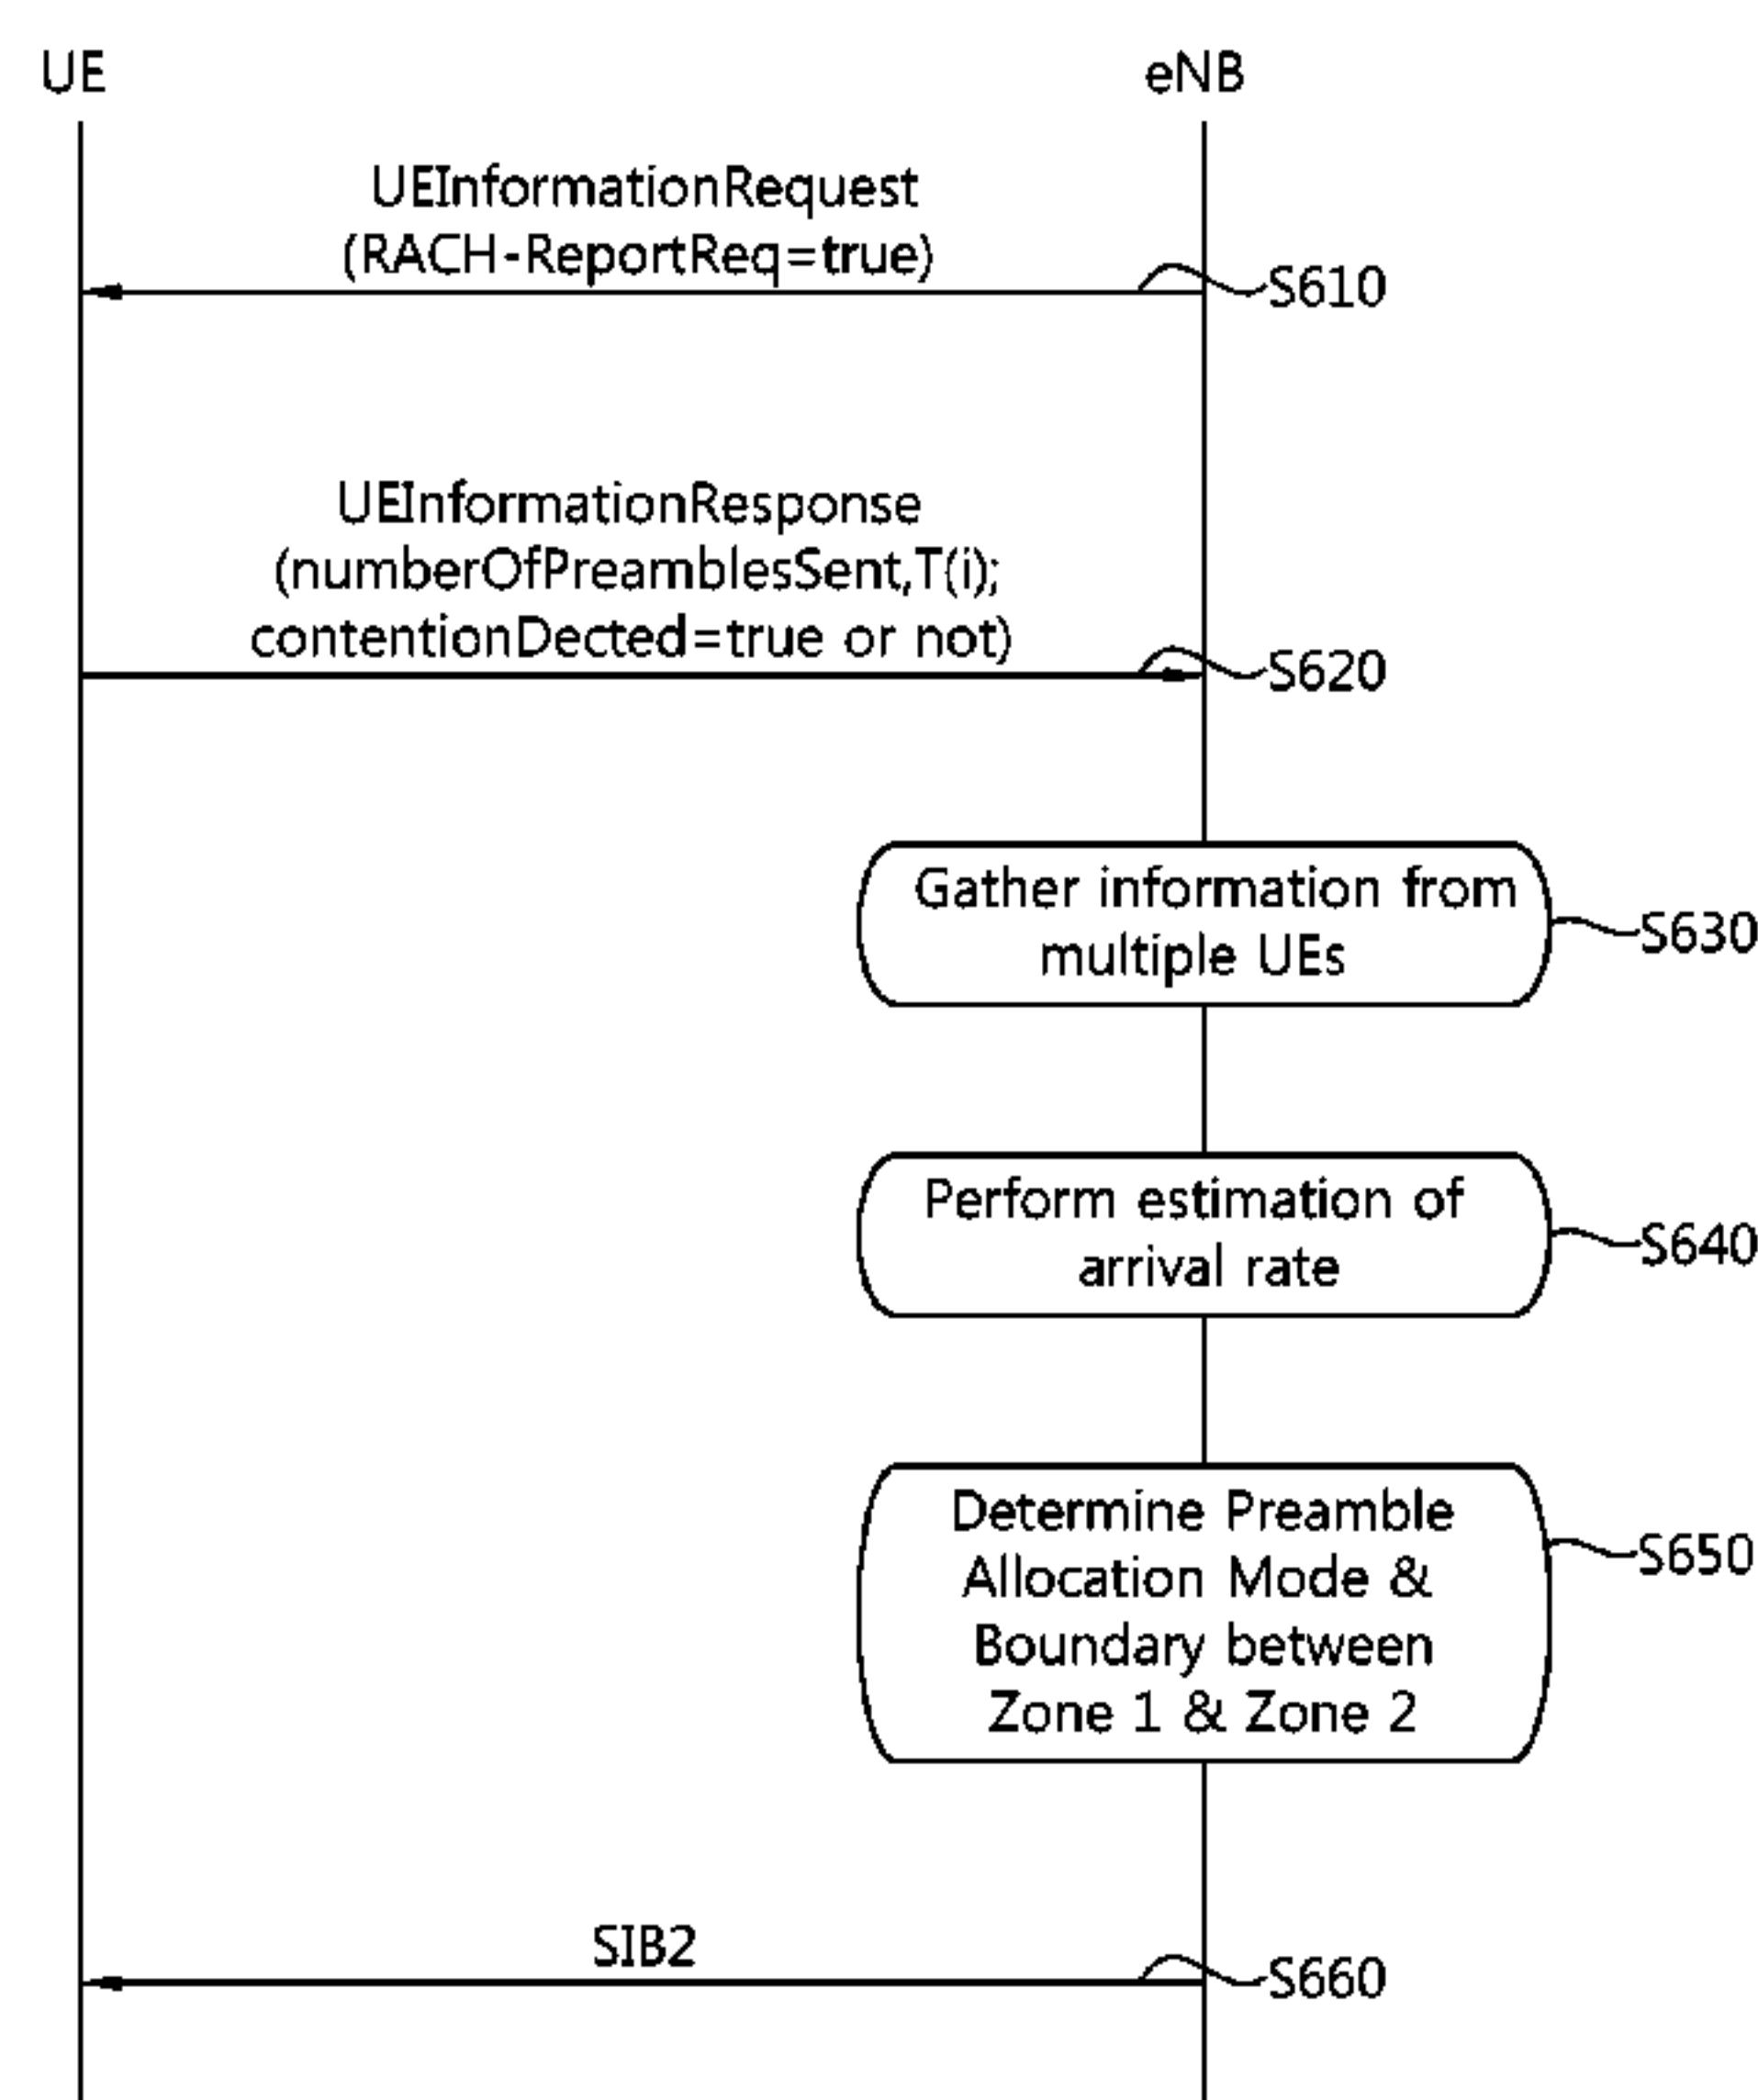 UE
eNB
UEInformationRequest
(RACH-ReportReq=true)
S610
UEInformationResponse
(numberOfPreamblesSent,T(i);
contentionDected=true or not)
S620
Gather information from
multiple UEs
S630
Perform estimation of
arrival rate
S640
Determine Preamble
Allocation Mode &
Boundary between
Zone 1 & Zone 2
S650
SIB2
S660